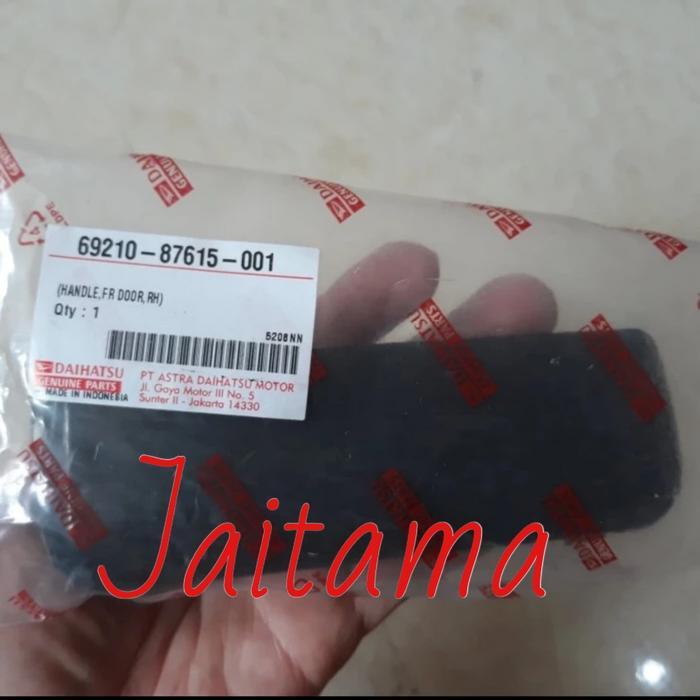 69210-87615-001
(HANDLE, FR DOOR, RH)
Qty : 1
5208NN
DAIHATSU
GENUINE PARTS
MADE IN INDONESIA
PT ASTRA DAIHATSU MOTOR
Jl. Gaya Motor III No. 5
Sunter II - Jakarta 14330
Jaitama